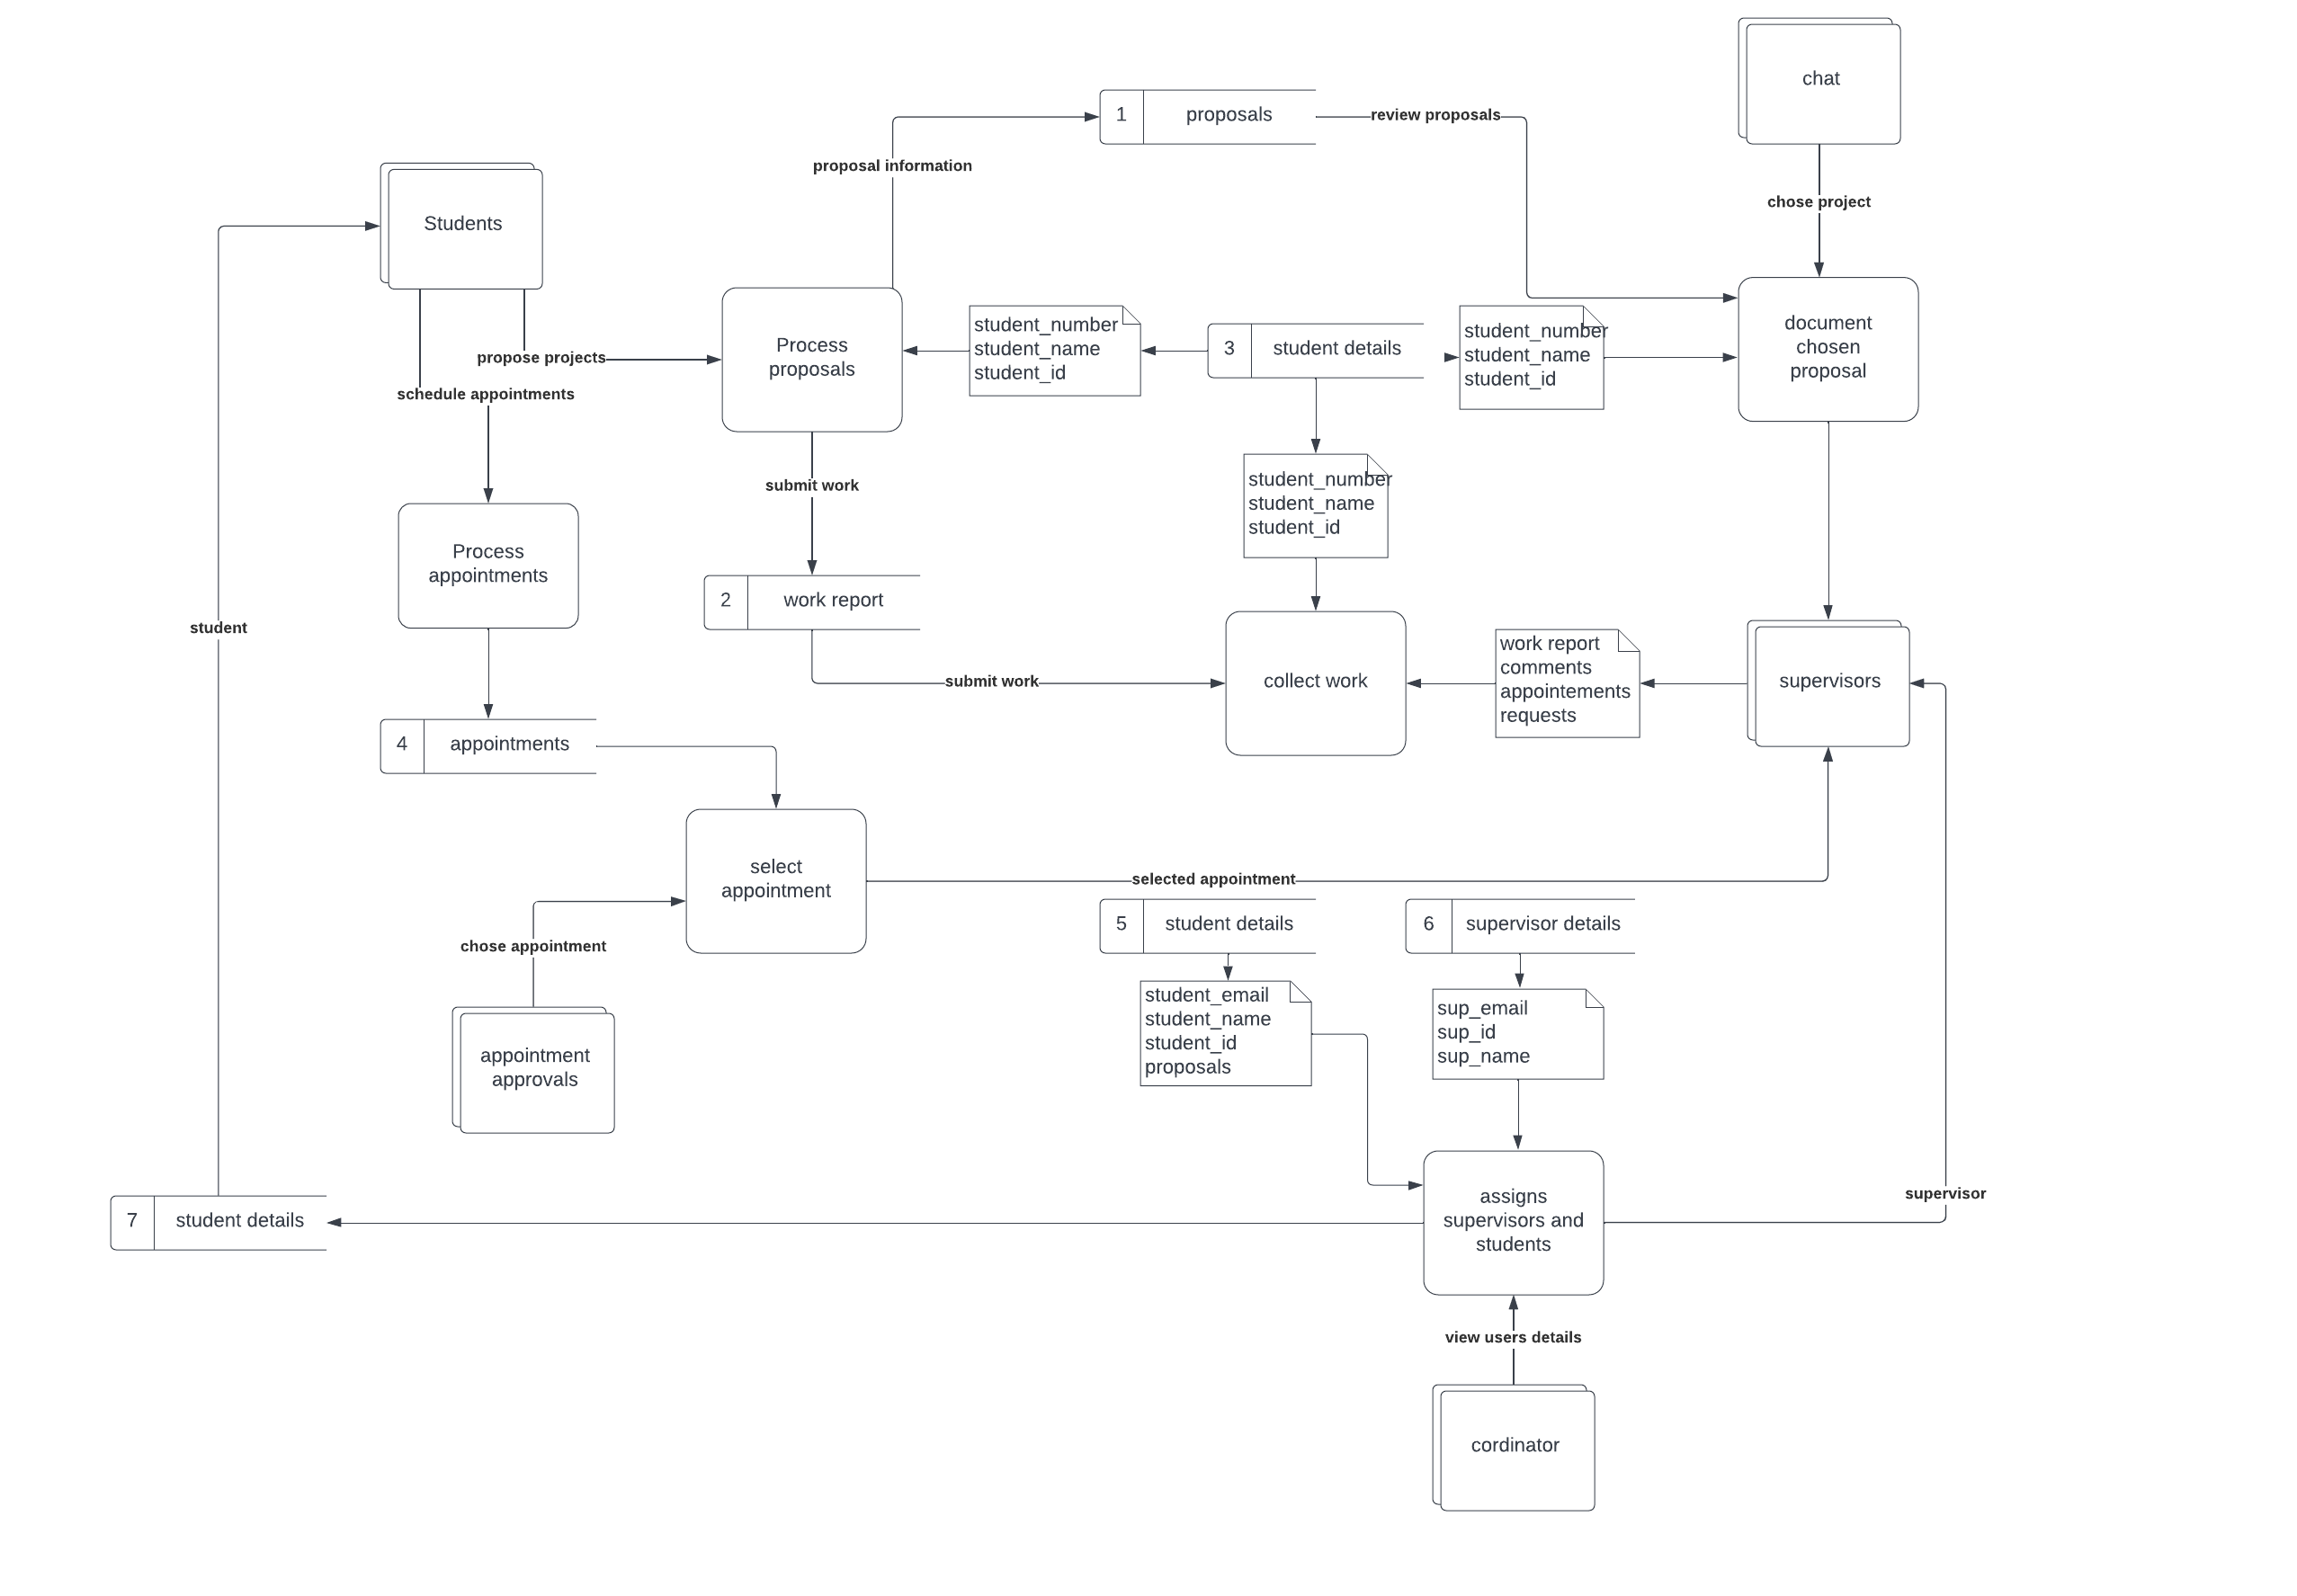 chat
1
proposals
review proposals
proposal information
chose project
Students
student_number
student_name
student_id
3
student details
student_number
student_name
student_id
document
chosen
proposal
Process
proposals
propose projects
schedule appointments
submit work
student_number
student_name
student_id
Process
appointments
2
work report
student
submit work
collect work
work report
comments
appointements
requests
supervisors
4
appointments
select
appointment
selected appointment
5
student details
6
supervisor details
chose appointment
student_email
student_name
student_id
proposals
sup_email
sup_id
sup_name
appointment
approvals
supervisor
7
student details
assigns
supervisors and
students
view users details
cordinator